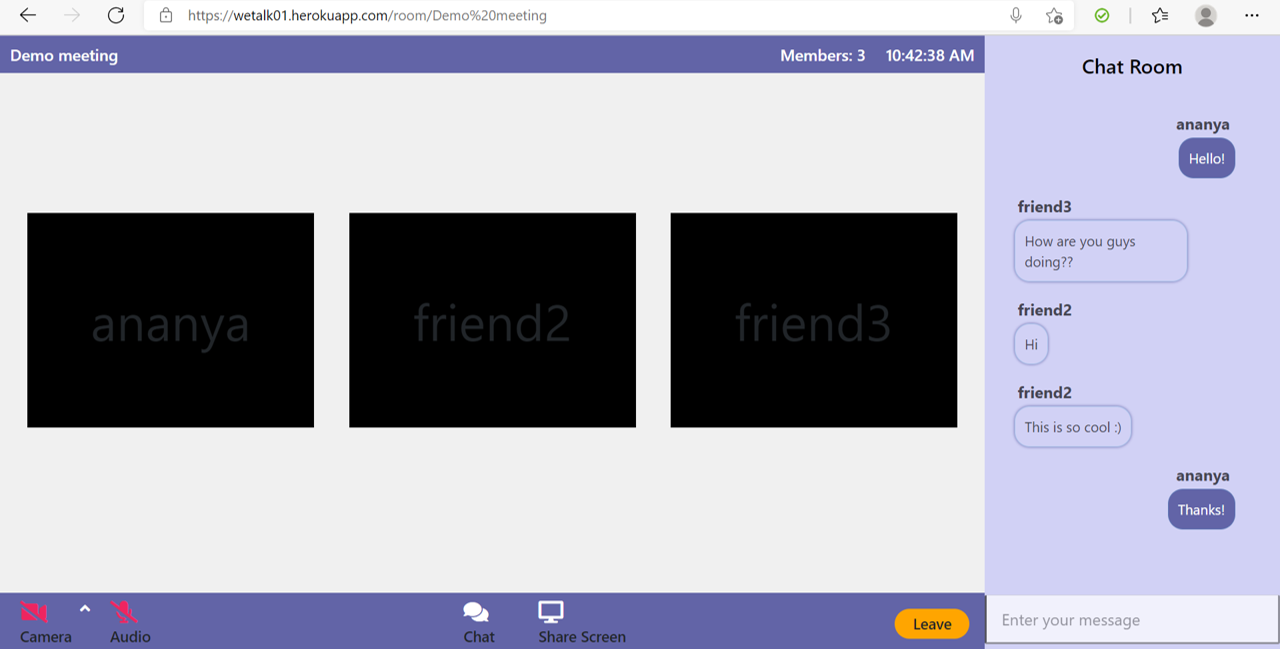 https://wetalk01.herokuapp.com/room/Demo%20meeting
Demo meeting
Members: 3
10:42:38 AM
ananya
friend2
friend3
Camera
Audio
Chat
Share Screen
Leave
Chat Room
ananya
Hello!
friend3
How are you guys
doing??
friend2
Hi
friend2
This is so cool :)
ananya
Thanks!
Enter your message